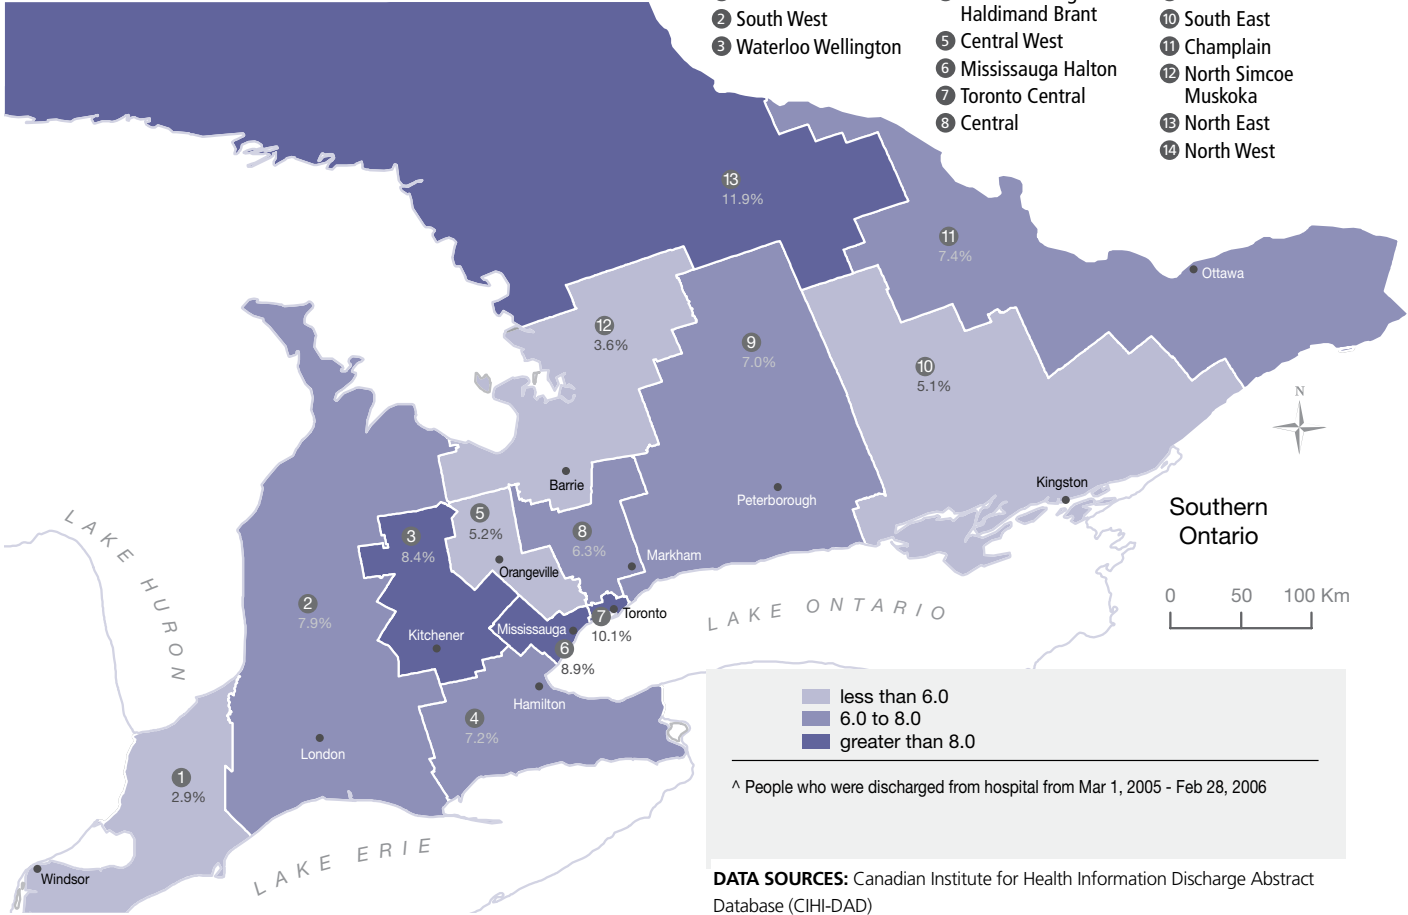 2 South West
3 Waterloo Wellington
Haldimand Brant
5 Central West
6 Mississauga Halton
7 Toronto Central
8 Central
10 South East
11 Champlain
12 North Simcoe
Muskoka
13 North East
14 North West
13
11.9%
11
7.4%
Ottawa
12
3.6%
9
7.0%
10
5.1%
N
Barrie
Peterborough
Kingston
Southern
Ontario
5
5.2%
3
8.4%
8
6.3%
Markham
Orangeville
LAKE HURON
2
7.9%
7
Toronto
10.1%
LAKE ONTARIO
0 50 100 Km
Kitchener
Mississauga
6
8.9%
Hamilton
4
7.2%
London
1
2.9%
Windsor
LAKE ERIE
less than 6.0
6.0 to 8.0
greater than 8.0
^ People who were discharged from hospital from Mar 1, 2005 - Feb 28, 2006
DATA SOURCES: Canadian Institute for Health Information Discharge Abstract
Database (CIHI-DAD)